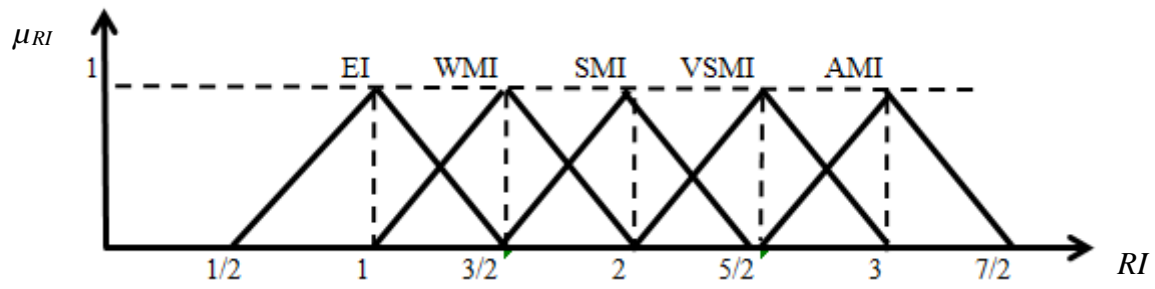 μRI
EI WMI SMI VSMI AMI
1
1/2 1 3/2 2 5/2 3 7/2
RI